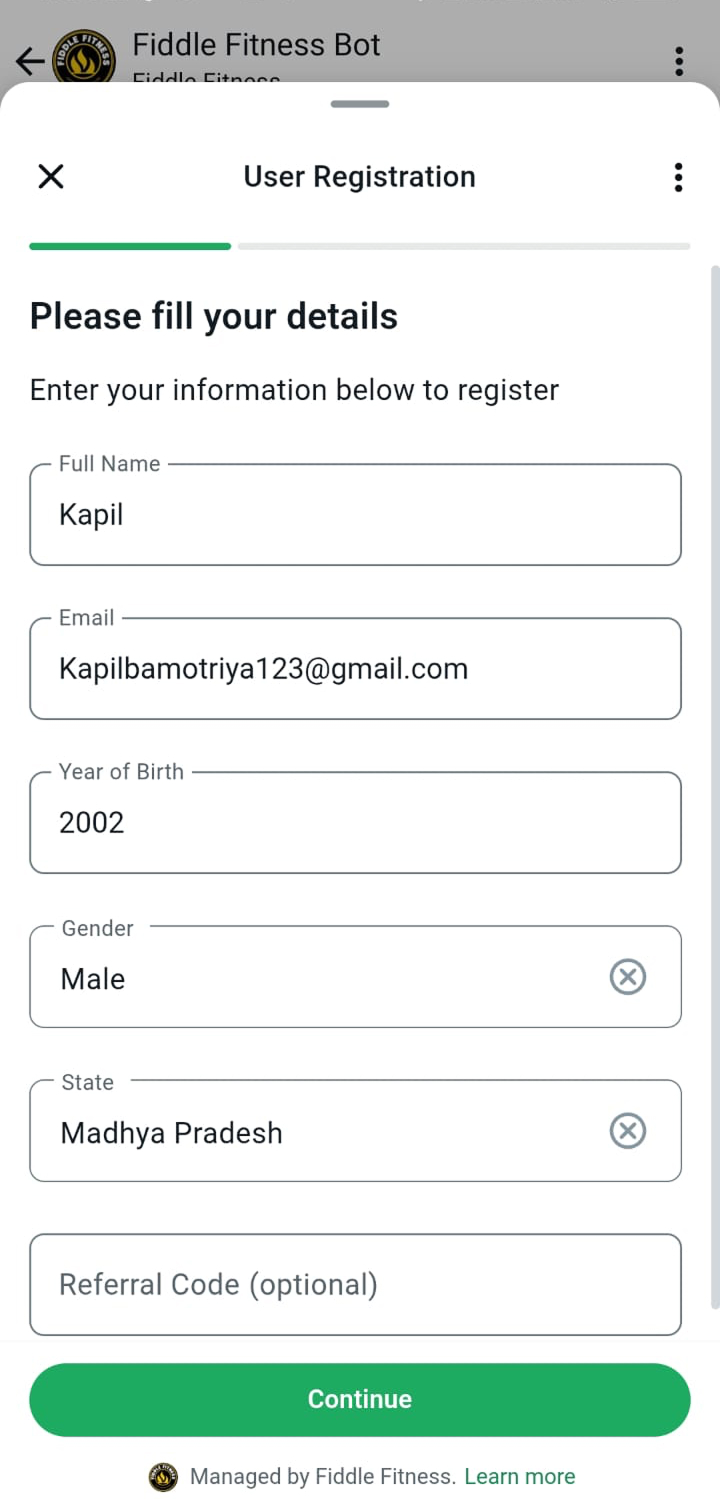 Fiddle Fitness Bot
Fiddle Fitness
User Registration
Please fill your details
Enter your information below to register
Full Name
Kapil
Email
Kapilbamotriya123@gmail.com
Year of Birth
2002
Gender
Male
State
Madhya Pradesh
Referral Code (optional)
Continue
Managed by Fiddle Fitness. Learn more